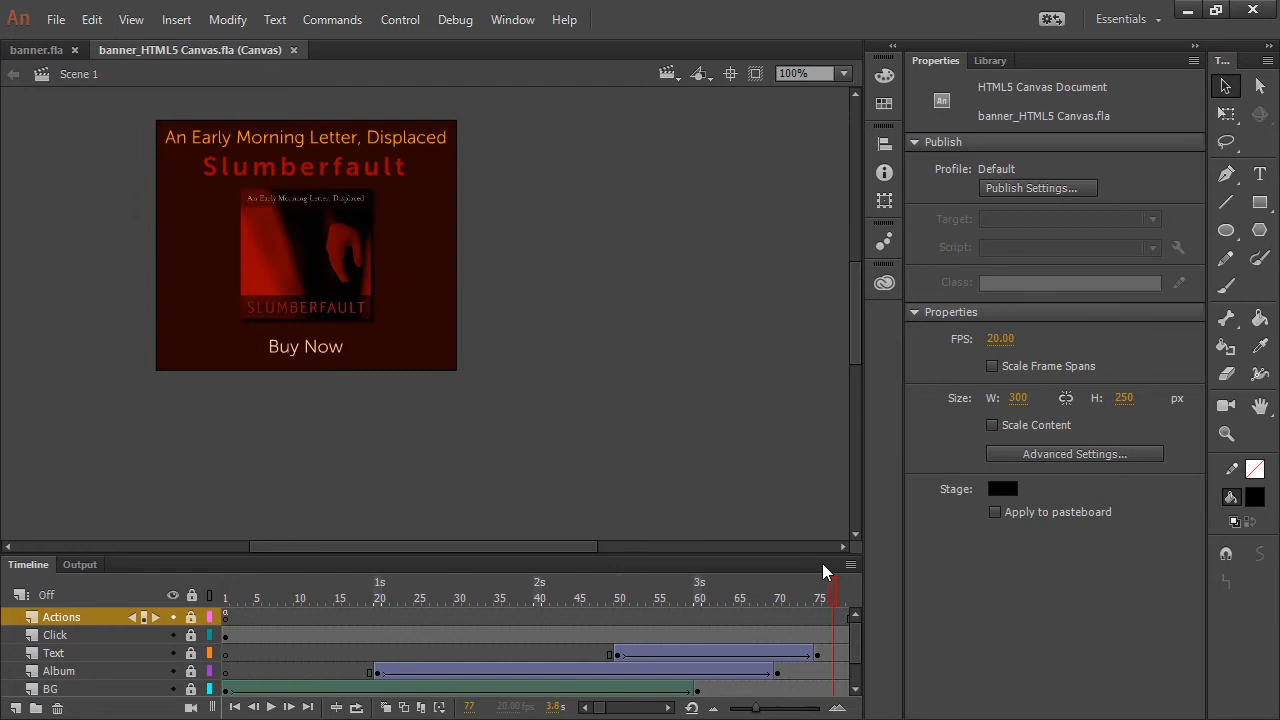 An File Edit View Insert Modify Text Commands Control Debug Window Help Essentials
banner.fla × banner_HTML5 Canvas.fla (Canvas) ×
Scene 1 100%
An Early Morning Letter, Displaced
Slumberfault
An Early Morning Letter, Displaced
SLUMBERFAULT
Buy Now
Properties Library T...
An HTML5 Canvas Document
banner_HTML5 Canvas.fla
Publish
Profile: Default
Publish Settings...
Target:
Script:
Class:
Properties
FPS: 20.00
Scale Frame Spans
Size: W: 300 H: 250 px
Scale Content
Advanced Settings...
Stage:
Apply to pasteboard
Timeline Output
1s 2s 3s
Off 1 5 10 15 20 25 30 35 40 45 50 55 60 65 70 75
Actions
Click
Text
Album
BG
77 20.00 fps 3.8s